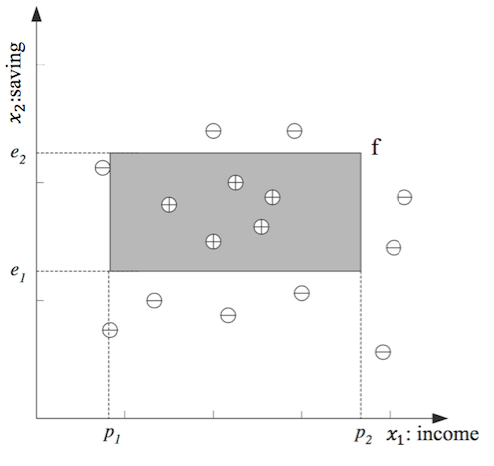 x₂:saving
e₂
f
e₁
p₁
p₂
x₁: income